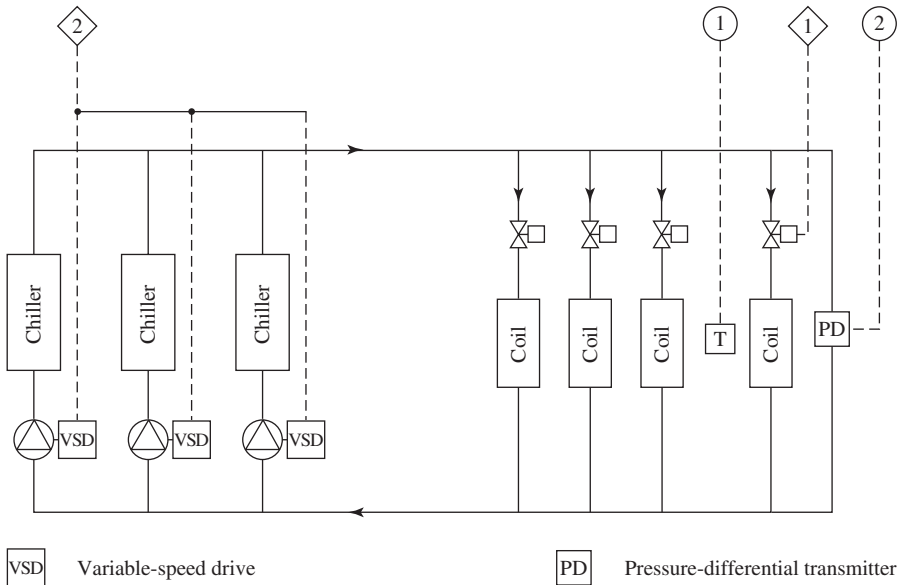 2
1
1
2
Chiller
Chiller
Chiller
Coil
Coil
Coil
T
Coil
PD
VSD
VSD
VSD
VSD Variable-speed drive
PD Pressure-differential transmitter